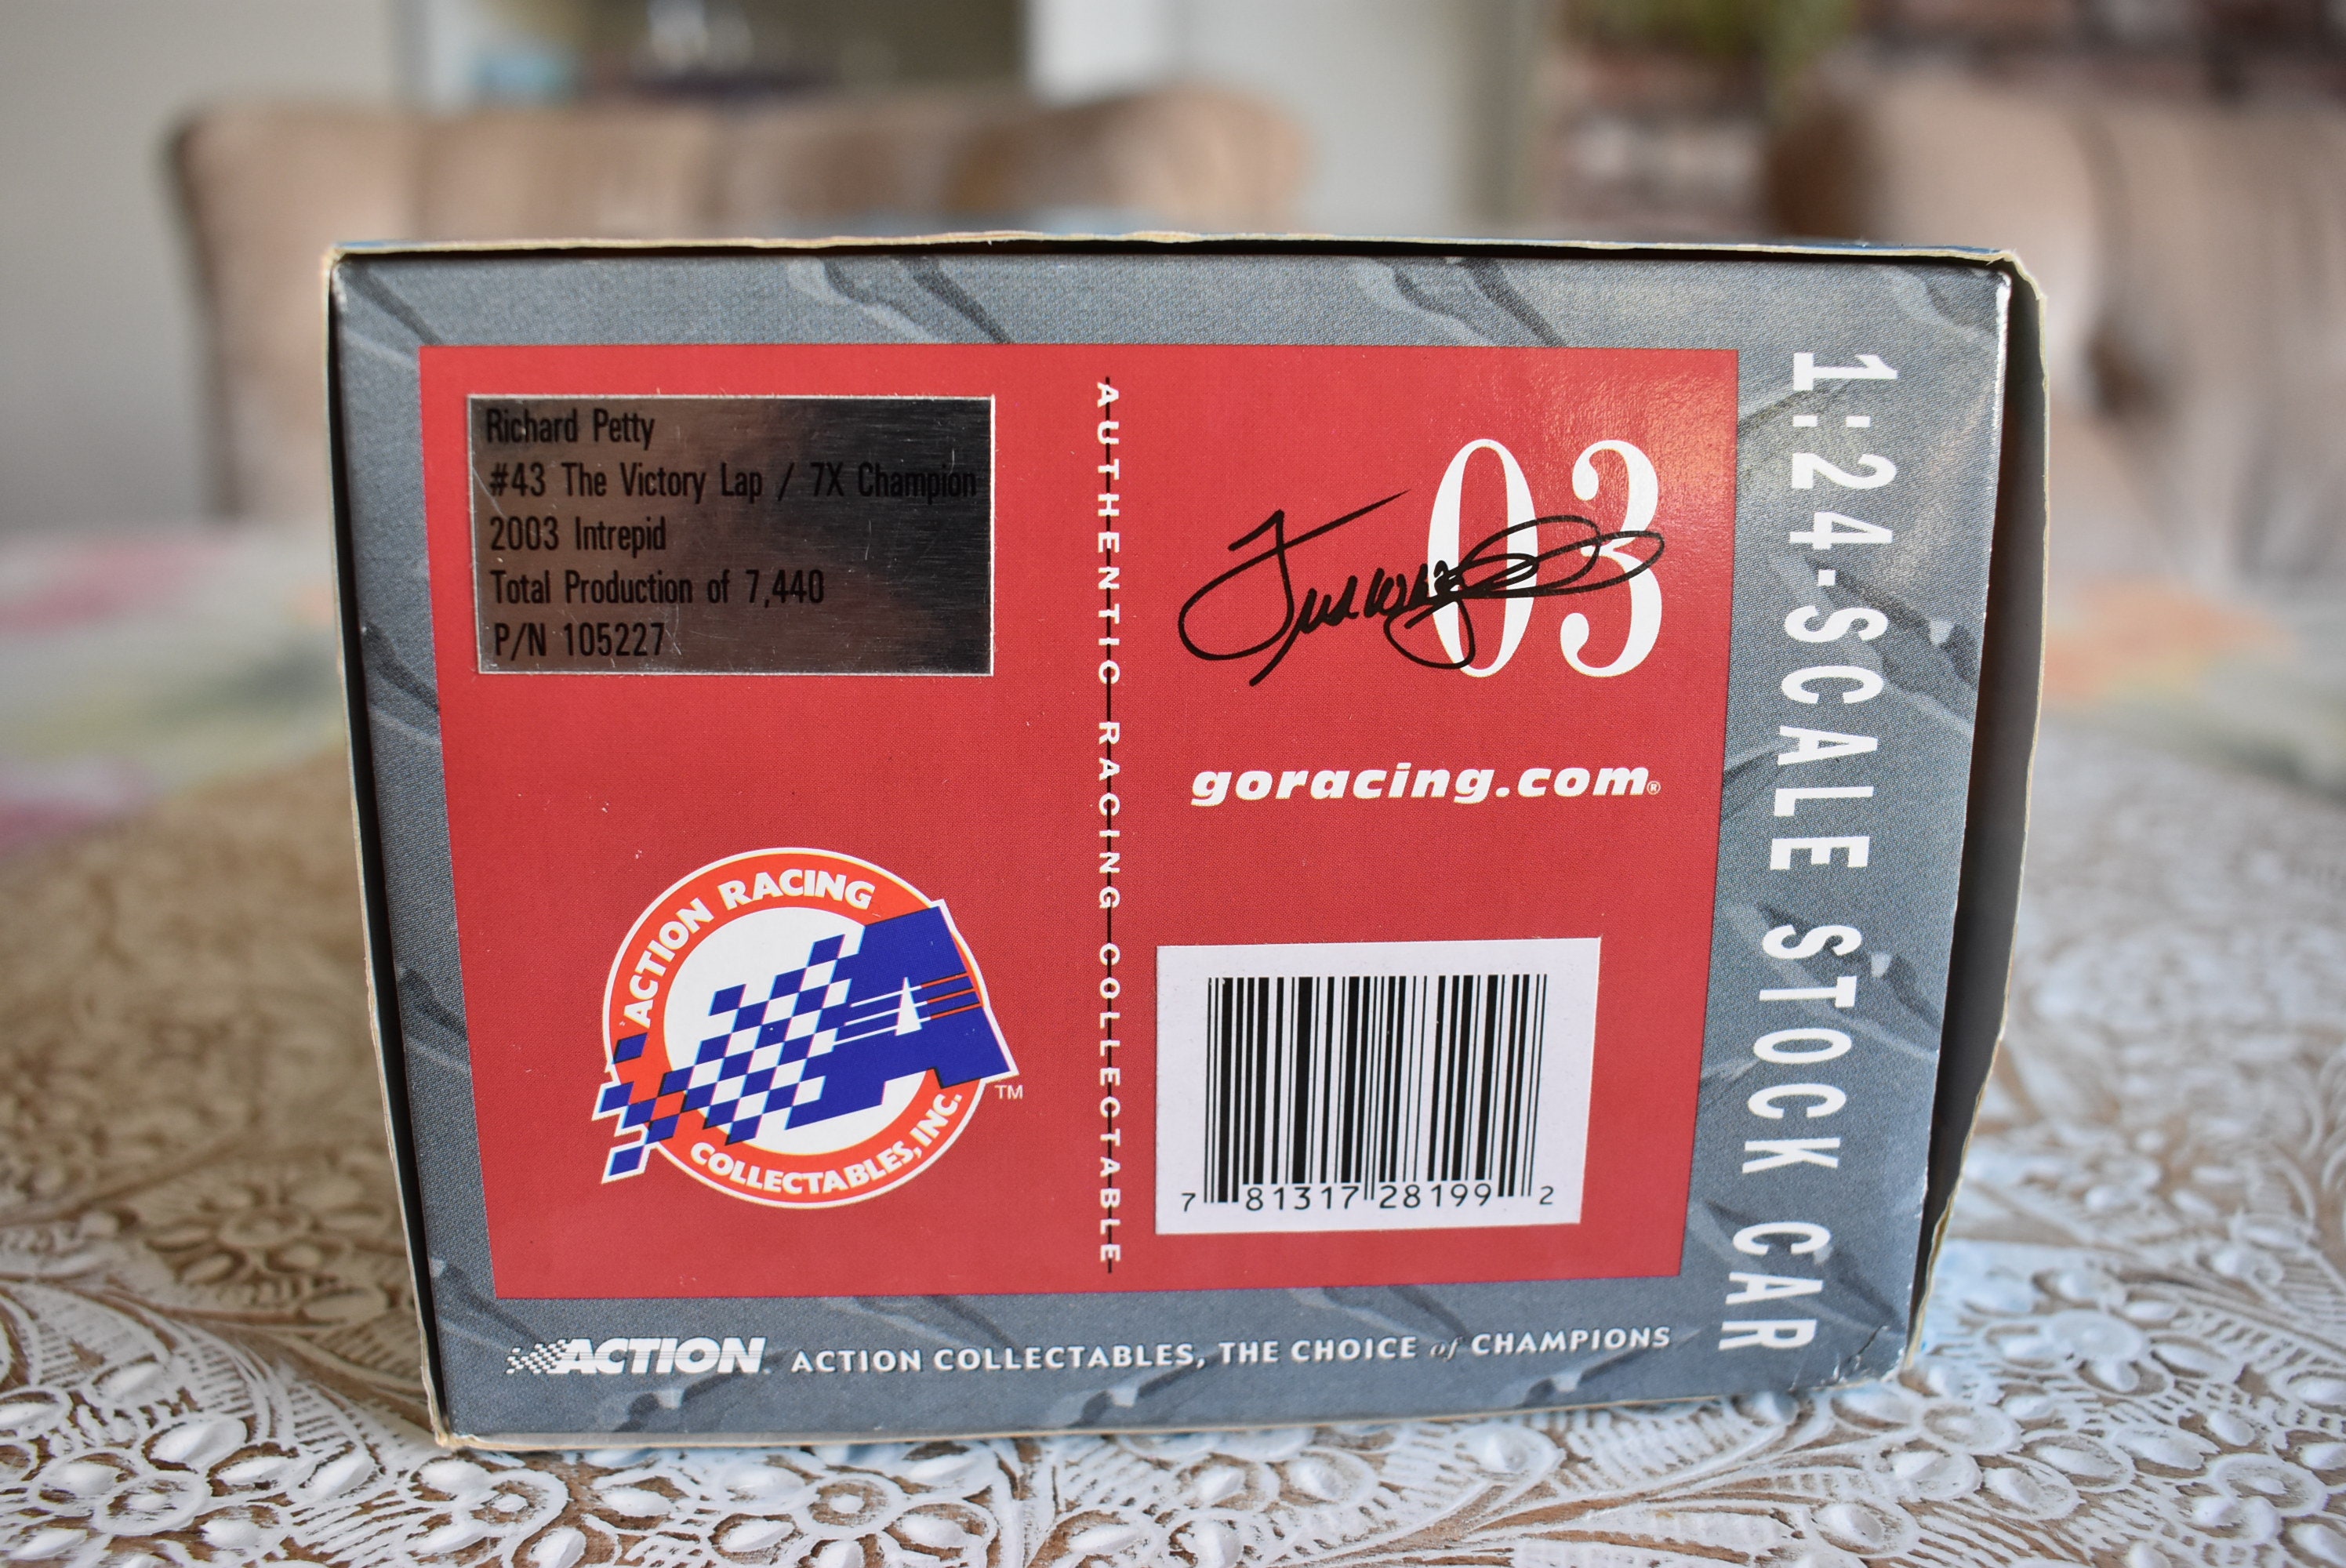 Richard Petty
#43 The Victory Lap / 7X Champion
2003 Intrepid
Total Production of 7,440
P/N 105227
ACTION RACING
COLLECTABLES, INC.
TM
AUTHENTIC RACING COLLECTABLE
03
goracing.com®
7 81317 28199 2
1:24-SCALE STOCK CAR
ACTION
ACTION COLLECTABLES, THE CHOICE of CHAMPIONS